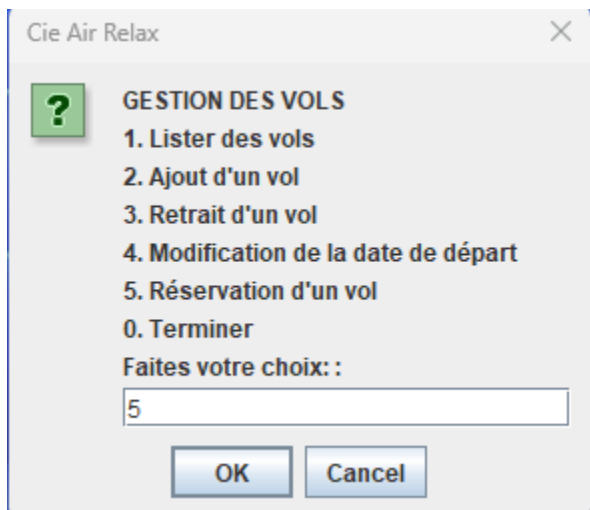 Cie Air Relax
?
GESTION DES VOLS
1. Lister des vols
2. Ajout d'un vol
3. Retrait d'un vol
4. Modification de la date de départ
5. Réservation d'un vol
0. Terminer
Faites votre choix: :
5
OK Cancel